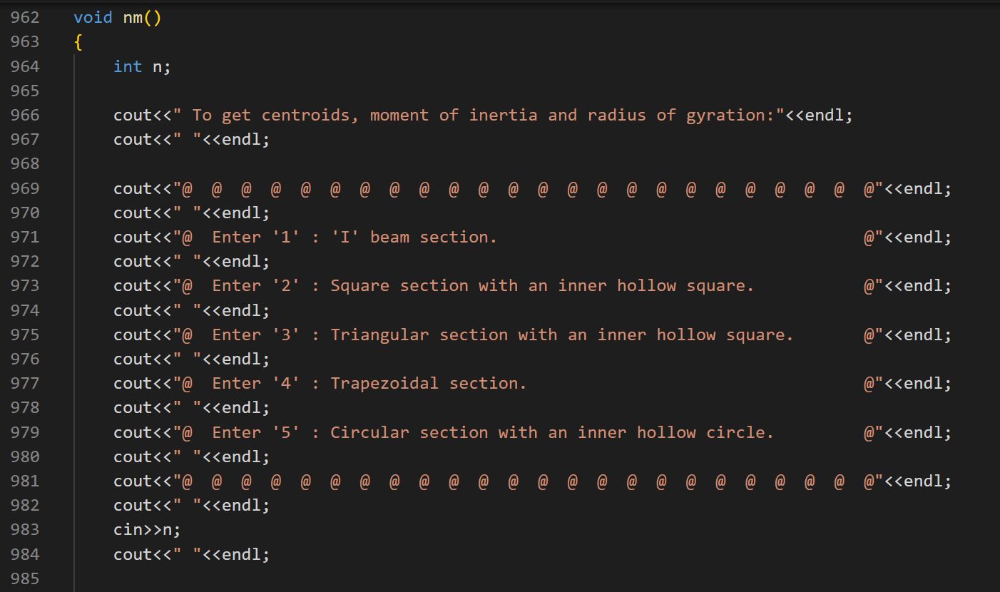 962 void nm()
963 {
964     int n;
965
966     cout<<" To get centroids, moment of inertia and radius of gyration:"<<endl;
967     cout<<" "<<endl;
968
969     cout<<"@  @  @  @  @  @  @  @  @  @  @  @  @  @  @  @  @  @  @  @  @  @  @  @"<<endl;
970     cout<<" "<<endl;
971     cout<<"@  Enter '1' : 'I' beam section.                                     @"<<endl;
972     cout<<" "<<endl;
973     cout<<"@  Enter '2' : Square section with an inner hollow square.           @"<<endl;
974     cout<<" "<<endl;
975     cout<<"@  Enter '3' : Triangular section with an inner hollow square.       @"<<endl;
976     cout<<" "<<endl;
977     cout<<"@  Enter '4' : Trapezoidal section.                                  @"<<endl;
978     cout<<" "<<endl;
979     cout<<"@  Enter '5' : Circular section with an inner hollow circle.         @"<<endl;
980     cout<<" "<<endl;
981     cout<<"@  @  @  @  @  @  @  @  @  @  @  @  @  @  @  @  @  @  @  @  @  @  @  @"<<endl;
982     cout<<" "<<endl;
983     cin>>n;
984     cout<<" "<<endl;
985